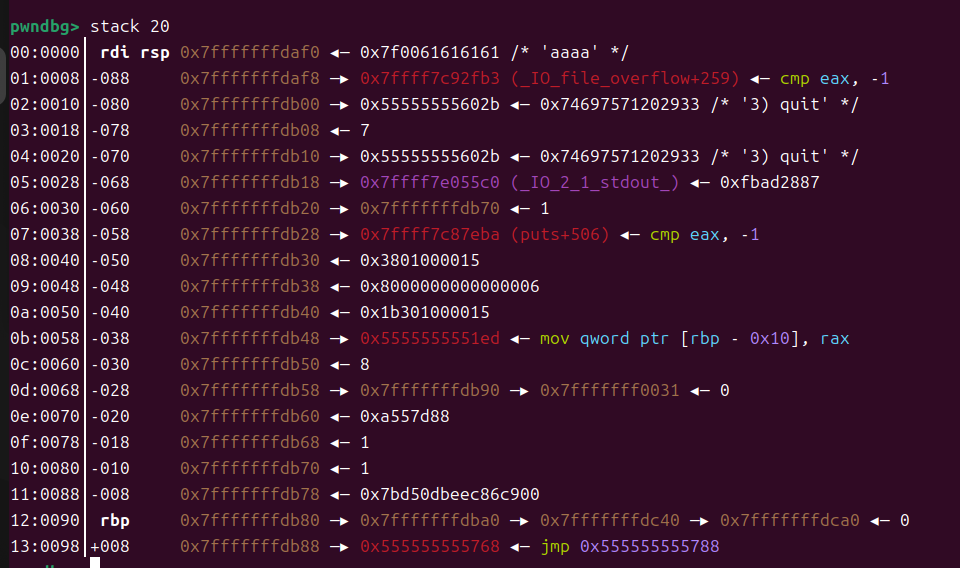 pwndbg> stack 20
00:0000│ rdi rsp 0x7fffffffdaf0 ◂— 0x7f0061616161 /* 'aaaa' */
01:0008│-088     0x7fffffffdaf8 —▸ 0x7ffff7c92fb3 (_IO_file_overflow+259) ◂— cmp eax, -1
02:0010│-080     0x7fffffffdb00 —▸ 0x55555555602b ◂— 0x74697571202933 /* '3) quit' */
03:0018│-078     0x7fffffffdb08 ◂— 7
04:0020│-070     0x7fffffffdb10 —▸ 0x55555555602b ◂— 0x74697571202933 /* '3) quit' */
05:0028│-068     0x7fffffffdb18 —▸ 0x7ffff7e055c0 (_IO_2_1_stdout_) ◂— 0xfbad2887
06:0030│-060     0x7fffffffdb20 —▸ 0x7fffffffdb70 ◂— 1
07:0038│-058     0x7fffffffdb28 —▸ 0x7ffff7c87eba (puts+506) ◂— cmp eax, -1
08:0040│-050     0x7fffffffdb30 ◂— 0x3801000015
09:0048│-048     0x7fffffffdb38 ◂— 0x8000000000000006
0a:0050│-040     0x7fffffffdb40 ◂— 0x1b301000015
0b:0058│-038     0x7fffffffdb48 —▸ 0x5555555551ed ◂— mov qword ptr [rbp - 0x10], rax
0c:0060│-030     0x7fffffffdb50 ◂— 8
0d:0068│-028     0x7fffffffdb58 —▸ 0x7fffffffdb90 —▸ 0x7fffffff0031 ◂— 0
0e:0070│-020     0x7fffffffdb60 ◂— 0xa557d88
0f:0078│-018     0x7fffffffdb68 ◂— 1
10:0080│-010     0x7fffffffdb70 ◂— 1
11:0088│-008     0x7fffffffdb78 ◂— 0x7bd50dbeec86c900
12:0090│ rbp     0x7fffffffdb80 —▸ 0x7fffffffdba0 —▸ 0x7fffffffdc40 —▸ 0x7fffffffdca0 ◂— 0
13:0098│+008     0x7fffffffdb88 —▸ 0x555555555768 ◂— jmp 0x555555555788